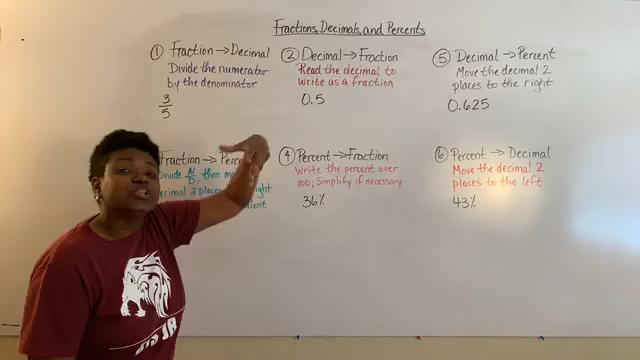 Fractions, Decimals, and Percents
① Fraction → Decimal
Divide the numerator
by the denominator
3
5
② Decimal → Fraction
Read the decimal to
write as a fraction
0.5
⑤ Decimal → Percent
Move the decimal 2
places to the right
0.625
Fraction → Perc
Divide N/D, then
ecimal 2 places
④ Percent → Fraction
Write the percent over
100; Simplify if necessary
36%
⑥ Percent → Decimal
Move the decimal 2
places to the left
43%